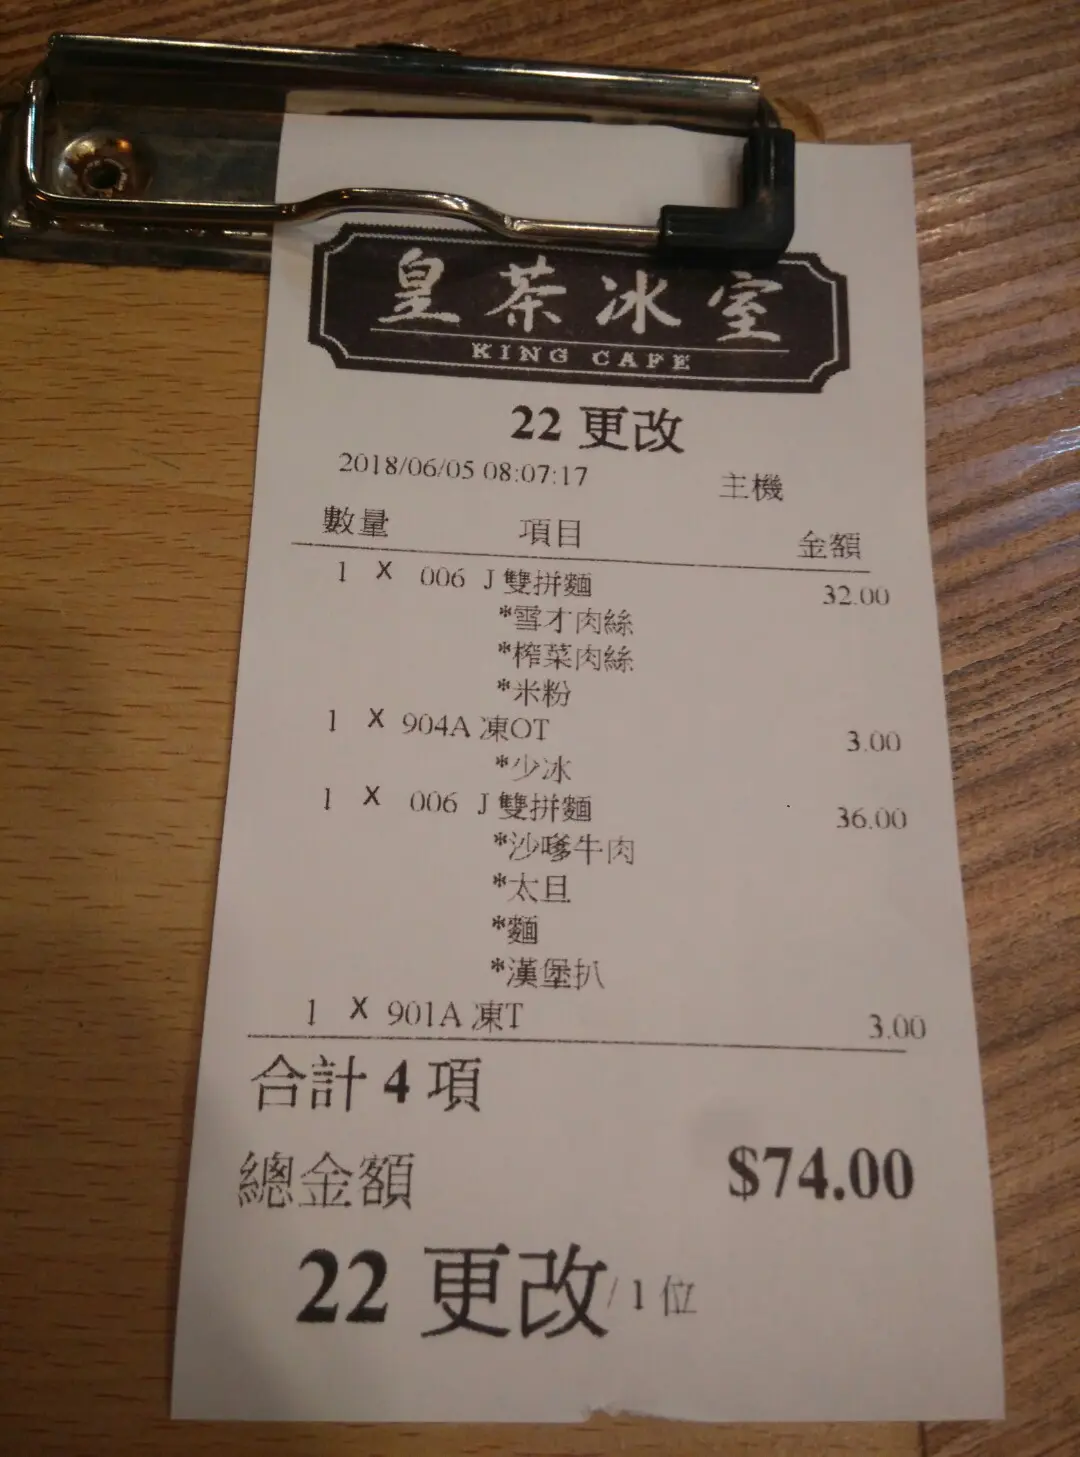 皇茶冰室
KING CAFE
22 更改
2018/06/05 08:07:17 主機
數量 項目 金額
1 X 006 J 雙拼麵 32.00
*雪才肉絲
*榨菜肉絲
*米粉
1 X 904A 凍OT 3.00
*少冰
1 X 006 J 雙拼麵 36.00
*沙嗲牛肉
*太旦
*麵
*漢堡扒
1 X 901A 凍T 3.00
合計 4 項
總金額 $74.00
22 更改 / 1 位